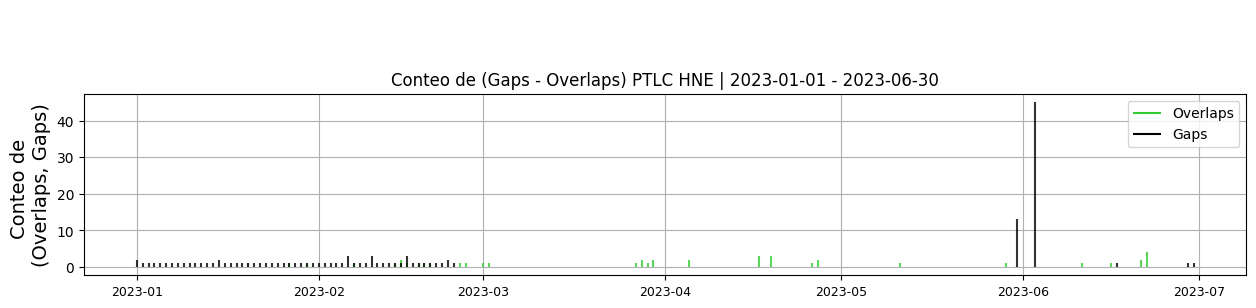 Conteo de (Gaps - Overlaps) PTLC HNE | 2023-01-01 - 2023-06-30
Conteo de
(Overlaps, Gaps)
40
30
20
10
0
Overlaps
Gaps
2023-01
2023-02
2023-03
2023-04
2023-05
2023-06
2023-07